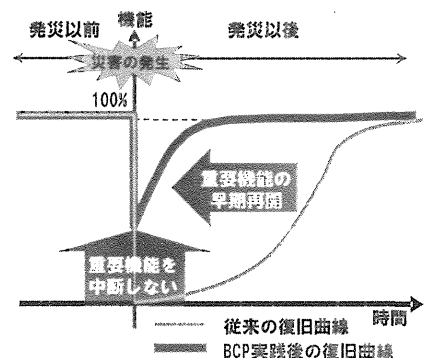 機能
発災以前
発災以後
災害の発生
100%
重要機能の
早期再開
重要機能を
中断しない
時間
従来の復旧曲線
BCP実践後の復旧曲線